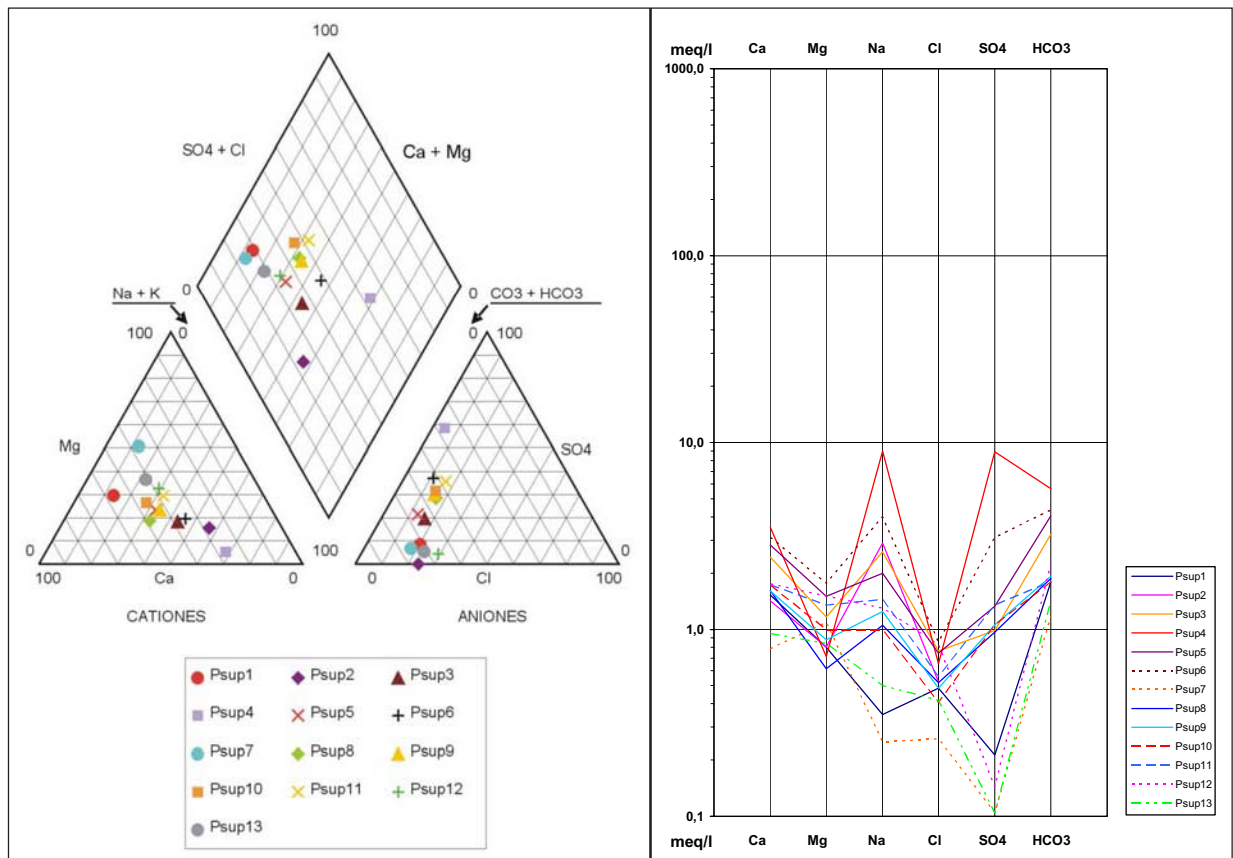 100
SO4 + Cl
Ca + Mg
0
0
Na + K
CO3 + HCO3
100
0
0
100
Mg
SO4
0
100
0
100
Ca
0
0
Cl
100
CATIONES
ANIONES
Psup1
Psup2
Psup3
Psup4
Psup5
Psup6
Psup7
Psup8
Psup9
Psup10
Psup11
Psup12
Psup13
meq/l Ca Mg Na Cl SO4 HCO3
1000,0
100,0
10,0
1,0
0,1
meq/l Ca Mg Na Cl SO4 HCO3
Psup1
Psup2
Psup3
Psup4
Psup5
Psup6
Psup7
Psup8
Psup9
Psup10
Psup11
Psup12
Psup13